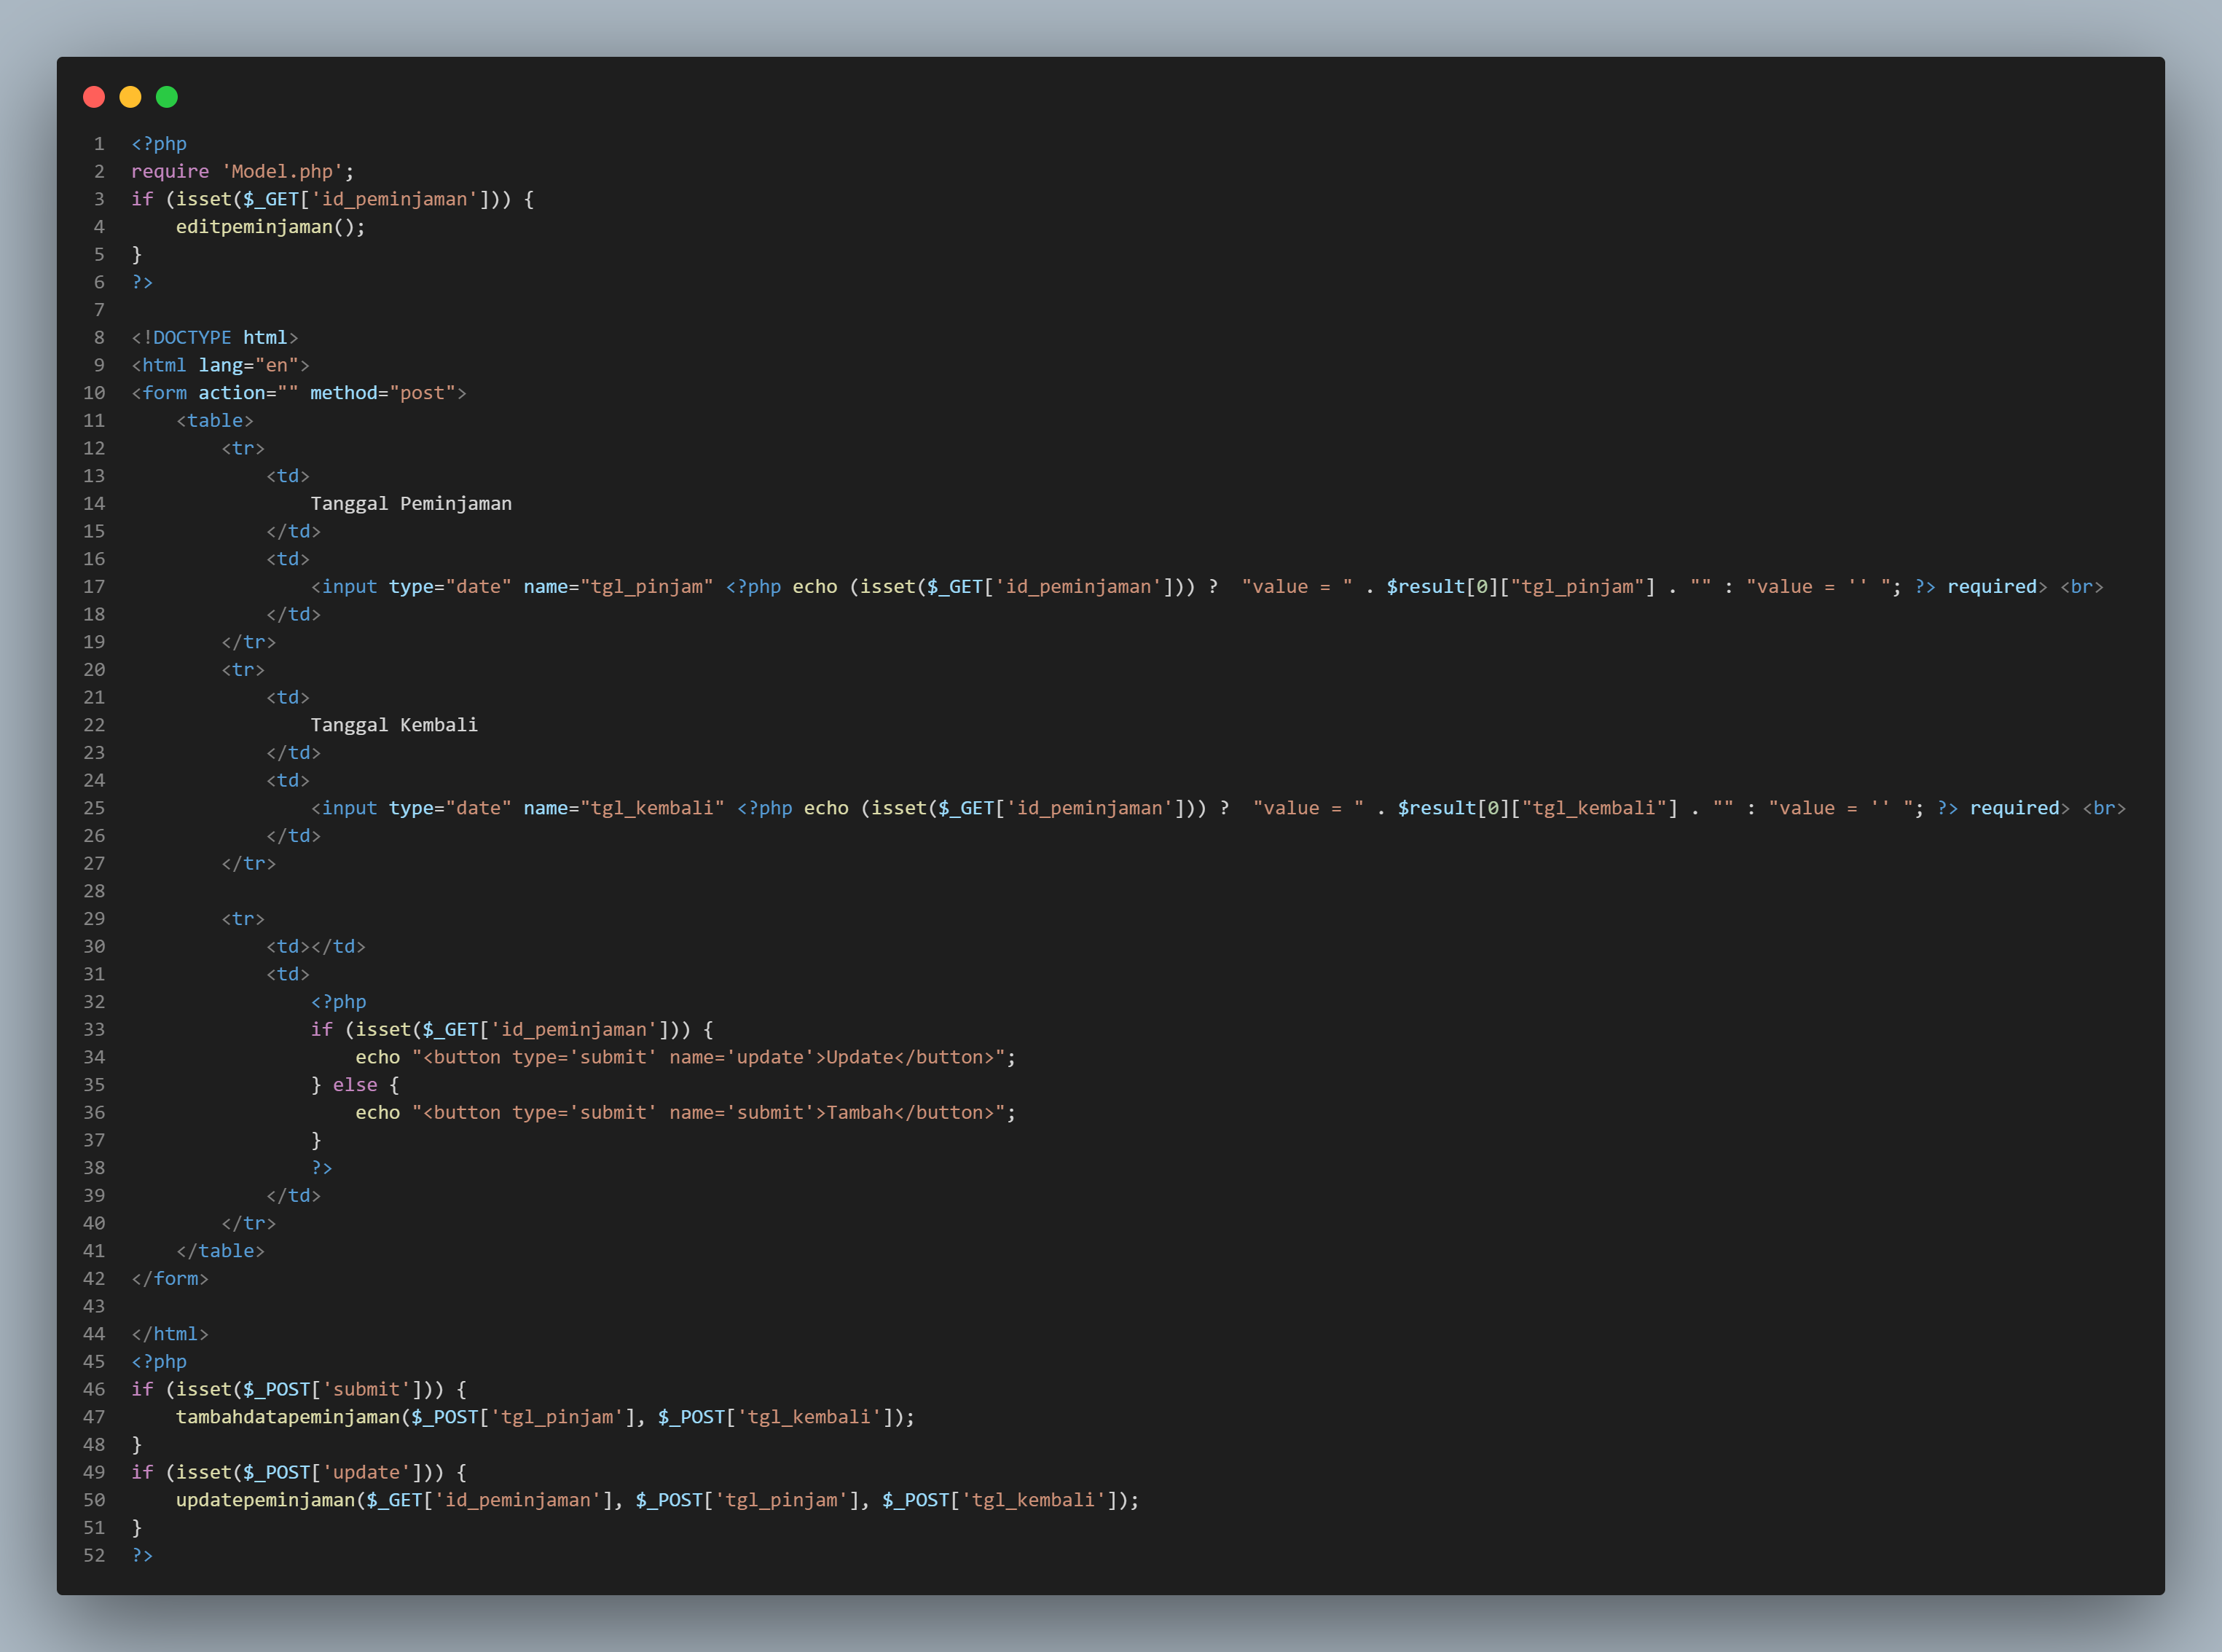 1 <?php
2 require 'Model.php';
3 if (isset($_GET['id_peminjaman'])) {
4     editpeminjaman();
5 }
6 ?>
7
8 <!DOCTYPE html>
9 <html lang="en">
10 <form action="" method="post">
11     <table>
12         <tr>
13             <td>
14                 Tanggal Peminjaman
15             </td>
16             <td>
17                 <input type="date" name="tgl_pinjam" <?php echo (isset($_GET['id_peminjaman'])) ?  "value = " . $result[0]["tgl_pinjam"] . "" : "value = '' "; ?> required> <br>
18             </td>
19         </tr>
20         <tr>
21             <td>
22                 Tanggal Kembali
23             </td>
24             <td>
25                 <input type="date" name="tgl_kembali" <?php echo (isset($_GET['id_peminjaman'])) ?  "value = " . $result[0]["tgl_kembali"] . "" : "value = '' "; ?> required> <br>
26             </td>
27         </tr>
28
29         <tr>
30             <td></td>
31             <td>
32                 <?php
33                 if (isset($_GET['id_peminjaman'])) {
34                     echo "<button type='submit' name='update'>Update</button>";
35                 } else {
36                     echo "<button type='submit' name='submit'>Tambah</button>";
37                 }
38                 ?>
39             </td>
40         </tr>
41     </table>
42 </form>
43
44 </html>
45 <?php
46 if (isset($_POST['submit'])) {
47     tambahdatapeminjaman($_POST['tgl_pinjam'], $_POST['tgl_kembali']);
48 }
49 if (isset($_POST['update'])) {
50     updatepeminjaman($_GET['id_peminjaman'], $_POST['tgl_pinjam'], $_POST['tgl_kembali']);
51 }
52 ?>